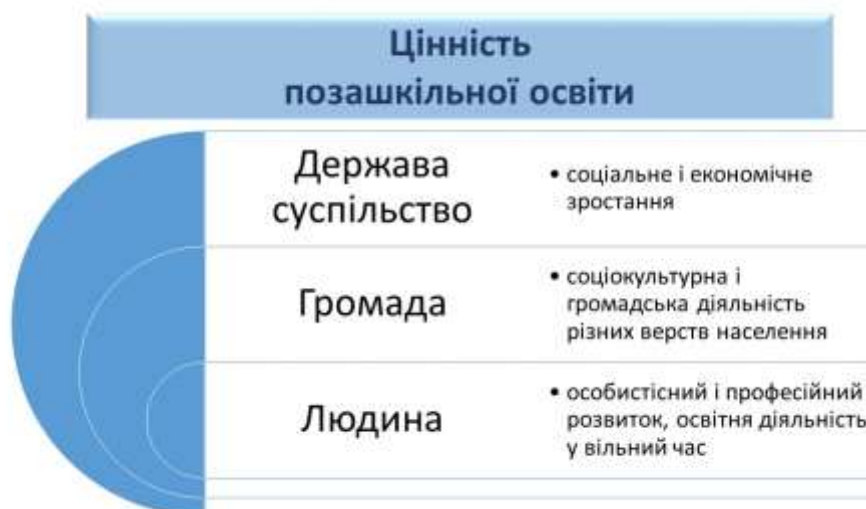 Цінність
позашкільної освіти
Держава
суспільство
• соціальне і економічне
зростання
Громада
• соціокультурна і
громадська діяльність
різних верств населення
Людина
• особистісний і професійний
розвиток, освітня діяльність
у вільний час